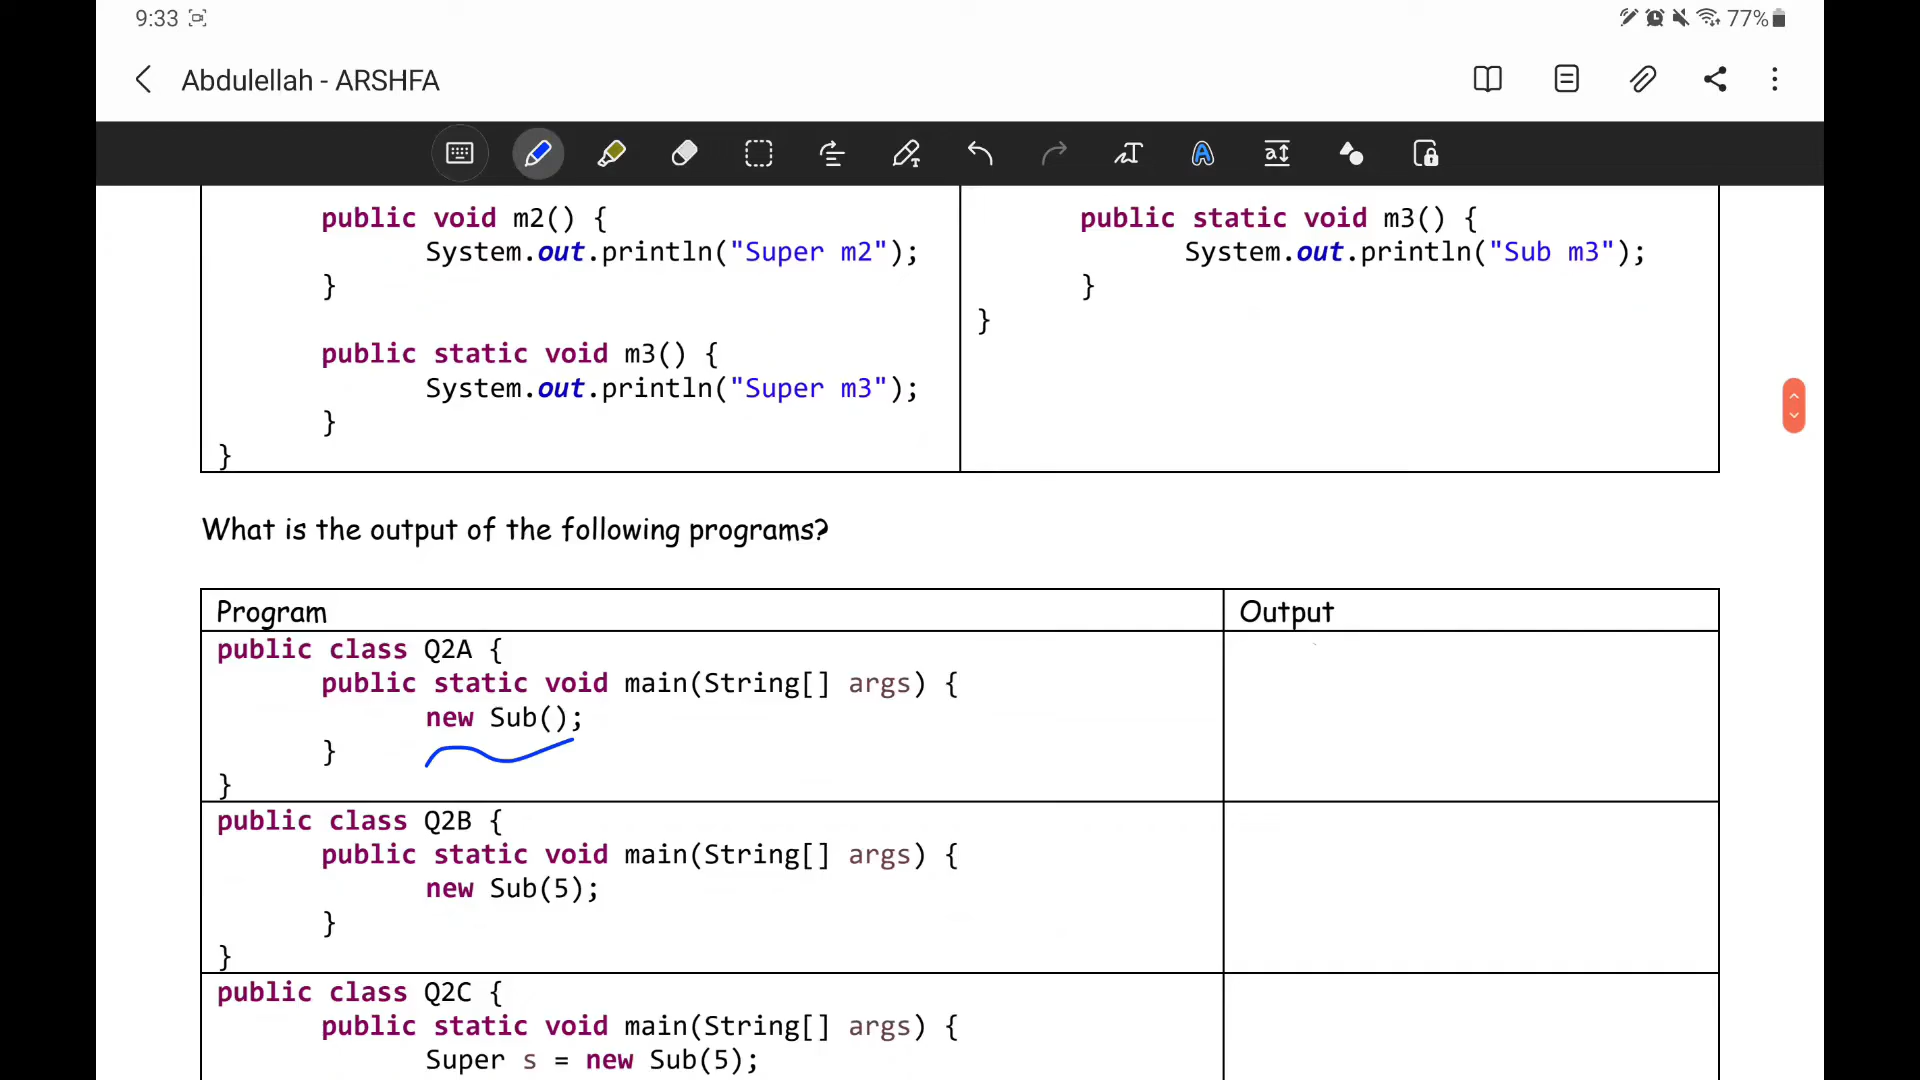 9:33
77%
Abdulellah - ARSHFA
public void m2() {
System.out.println("Super m2");
}
public static void m3() {
System.out.println("Super m3");
}
}
public static void m3() {
System.out.println("Sub m3");
}
}
What is the output of the following programs?
Program
Output
public class Q2A {
public static void main(String[] args) {
new Sub();
}
}
public class Q2B {
public static void main(String[] args) {
new Sub(5);
}
}
public class Q2C {
public static void main(String[] args) {
Super s = new Sub(5);